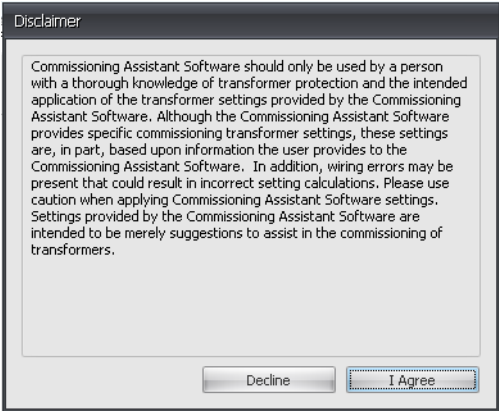 Disclaimer
Commissioning Assistant Software should only be used by a person
with a thorough knowledge of transformer protection and the intended
application of the transformer settings provided by the Commissioning
Assistant Software. Although the Commissioning Assistant Software
provides specific commissioning transformer settings, these settings
are, in part, based upon information the user provides to the
Commissioning Assistant Software. In addition, wiring errors may be
present that could result in incorrect setting calculations. Please use
caution when applying Commissioning Assistant Software settings.
Settings provided by the Commissioning Assistant Software are
intended to be merely suggestions to assist in the commissioning of
transformers.
Decline
I Agree